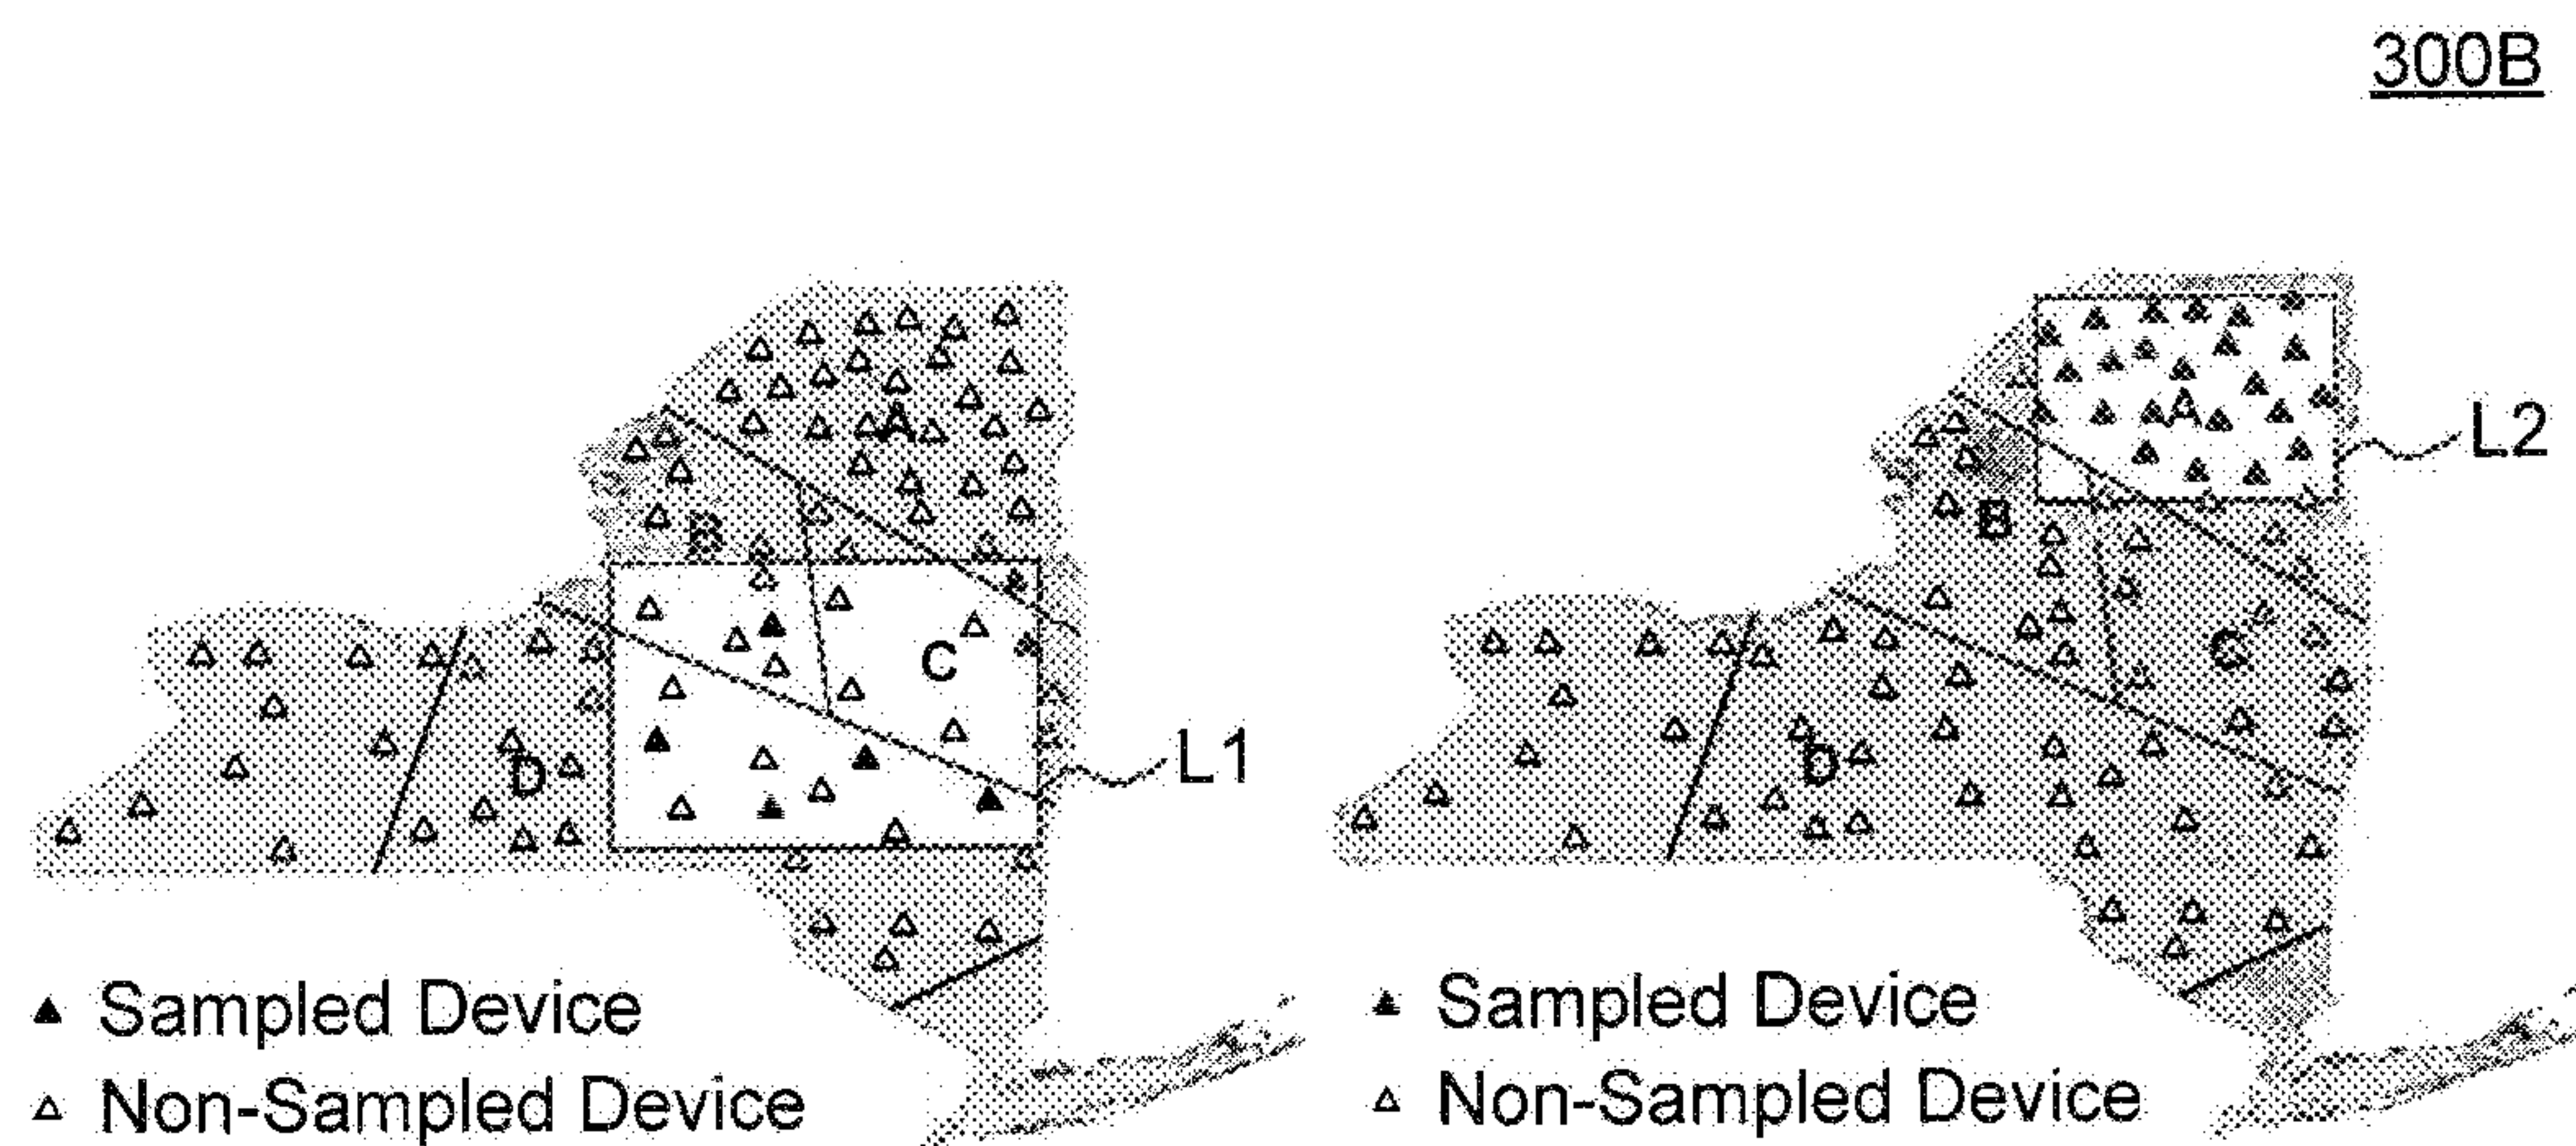 300B
A
B
C
D
L1
▲ Sampled Device
△ Non-Sampled Device
A
B
C
D
L2
▲ Sampled Device
△ Non-Sampled Device